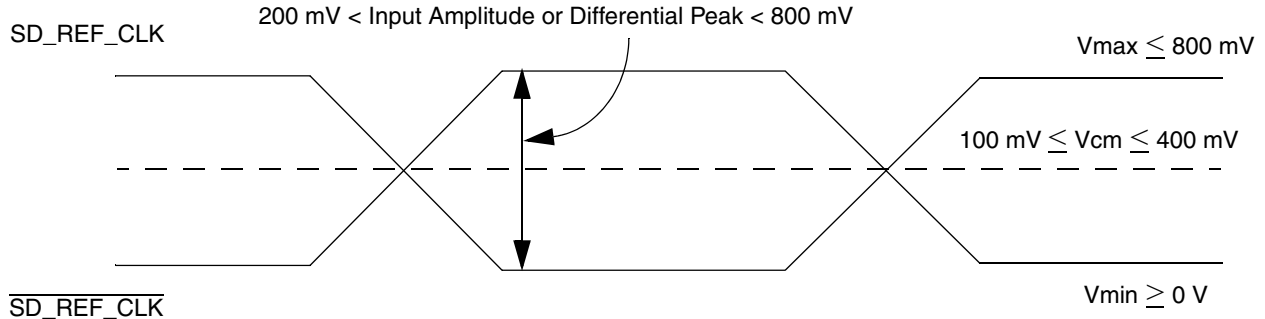 200 mV < Input Amplitude or Differential Peak < 800 mV
SD_REF_CLK
Vmax ≤ 800 mV
100 mV ≤ Vcm ≤ 400 mV
Vmin ≥ 0 V
S̅D̅_̅R̅E̅F̅_̅C̅L̅K̅